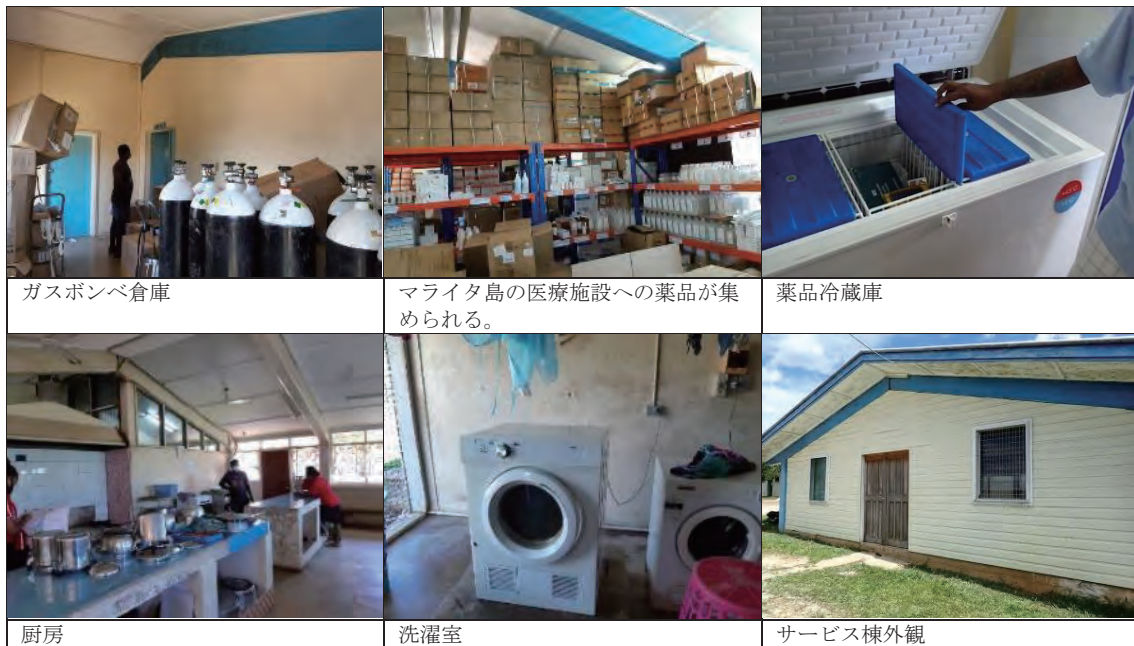 ガスボンベ倉庫
マライタ島の医療施設への薬品が集
められる。
薬品冷蔵庫
厨房
洗濯室
サービス棟外観